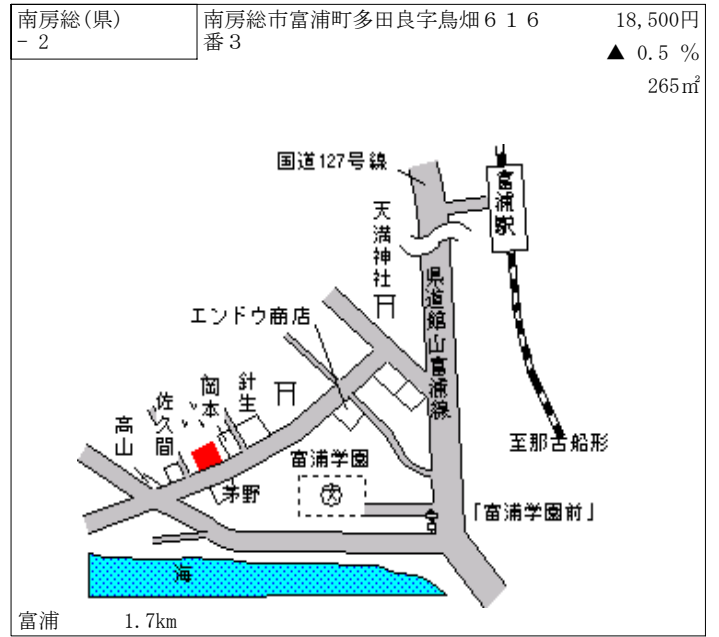 南房総(県)
－2
南房総市富浦町多田良字鳥畑６１６
番３
18,500円
▲ 0.5 %
265㎡
国道127号線
富浦駅
天満神社
県道館山富浦線
エンドウ商店
針生
岡本
佐久間
高山
茅野
富浦学園
至那古船形
「富浦学園前」
海
富浦 1.7km